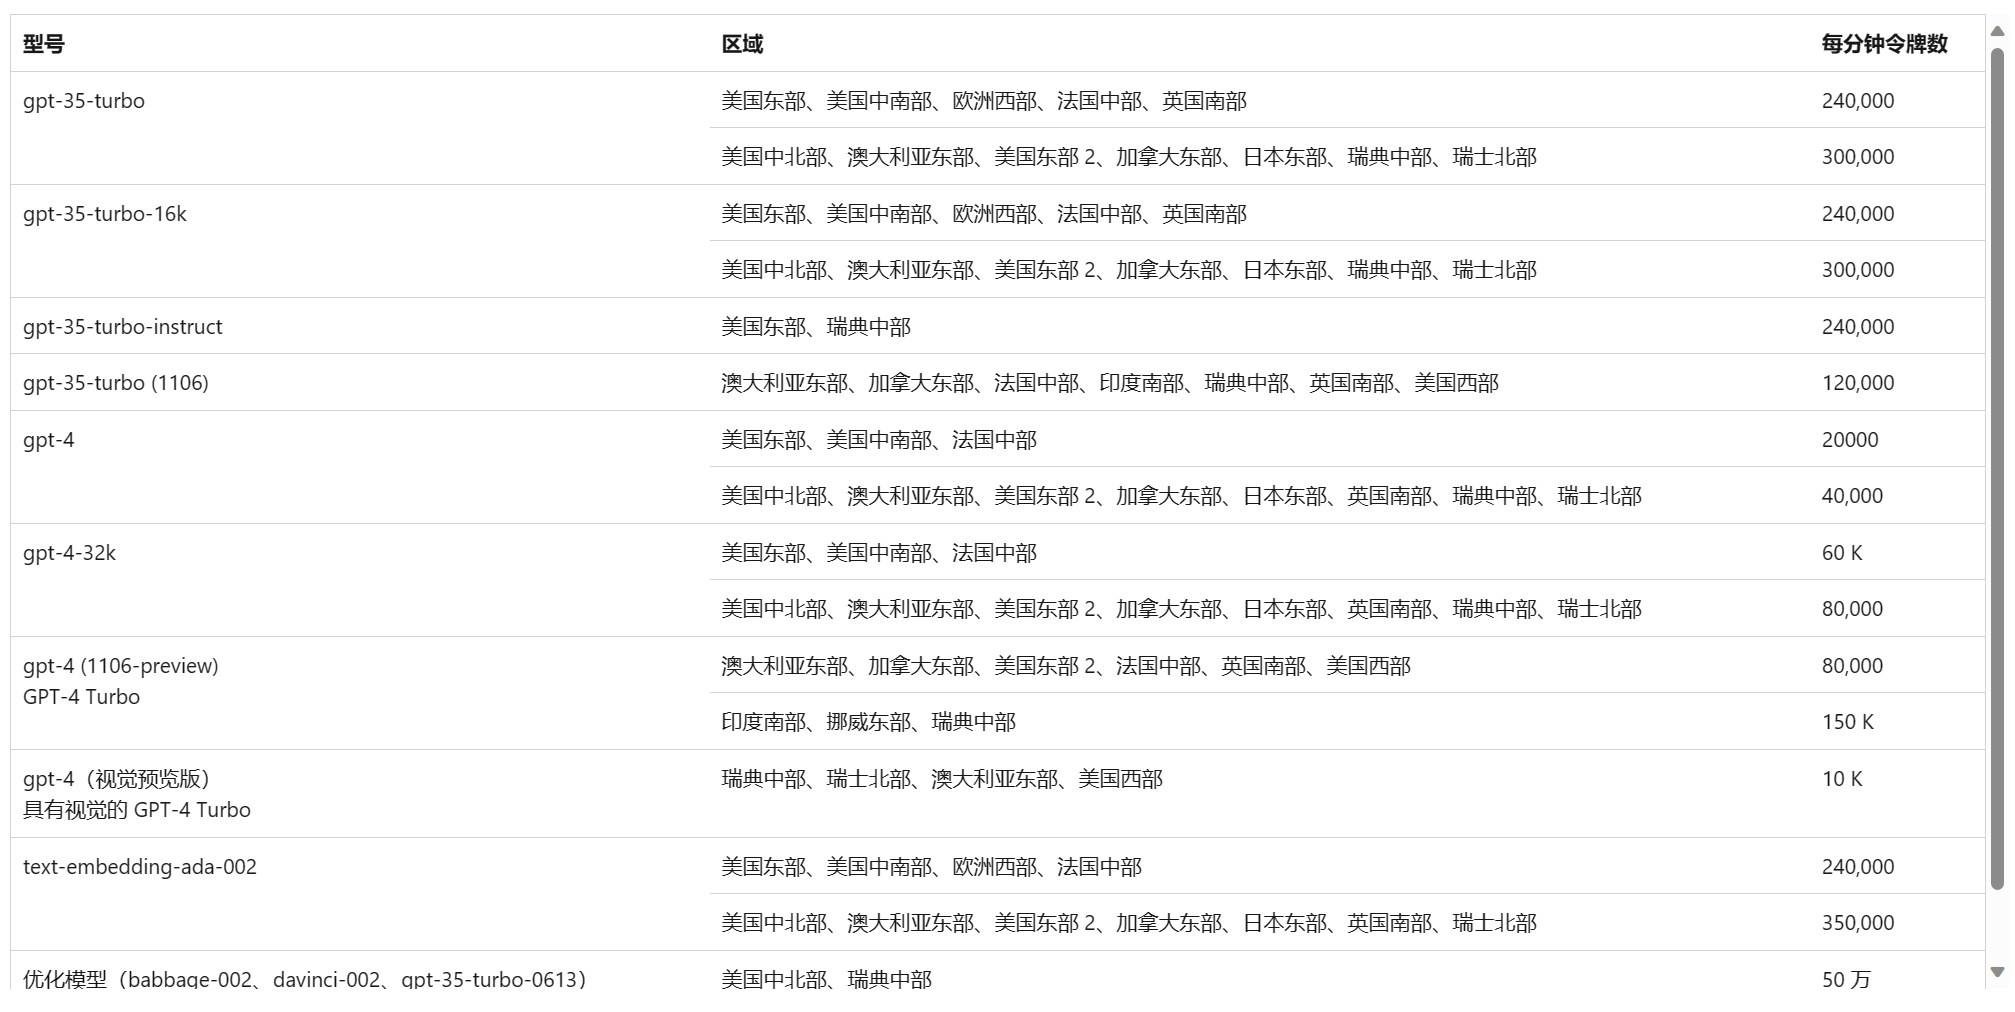 型号 区域 每分钟令牌数
gpt-35-turbo 美国东部、美国中南部、欧洲西部、法国中部、英国南部 240,000
美国中北部、澳大利亚东部、美国东部 2、加拿大东部、日本东部、瑞典中部、瑞士北部 300,000
gpt-35-turbo-16k 美国东部、美国中南部、欧洲西部、法国中部、英国南部 240,000
美国中北部、澳大利亚东部、美国东部 2、加拿大东部、日本东部、瑞典中部、瑞士北部 300,000
gpt-35-turbo-instruct 美国东部、瑞典中部 240,000
gpt-35-turbo (1106) 澳大利亚东部、加拿大东部、法国中部、印度南部、瑞典中部、英国南部、美国西部 120,000
gpt-4 美国东部、美国中南部、法国中部 20000
美国中北部、澳大利亚东部、美国东部 2、加拿大东部、日本东部、英国南部、瑞典中部、瑞士北部 40,000
gpt-4-32k 美国东部、美国中南部、法国中部 60 K
美国中北部、澳大利亚东部、美国东部 2、加拿大东部、日本东部、英国南部、瑞典中部、瑞士北部 80,000
gpt-4 (1106-preview) 澳大利亚东部、加拿大东部、美国东部 2、法国中部、英国南部、美国西部 80,000
GPT-4 Turbo
印度南部、挪威东部、瑞典中部 150 K
gpt-4（视觉预览版） 瑞典中部、瑞士北部、澳大利亚东部、美国西部 10 K
具有视觉的 GPT-4 Turbo
text-embedding-ada-002 美国东部、美国中南部、欧洲西部、法国中部 240,000
美国中北部、澳大利亚东部、美国东部 2、加拿大东部、日本东部、英国南部、瑞士北部 350,000
优化模型（babbage-002、davinci-002、gpt-35-turbo-0613） 美国中北部、瑞典中部 50 万